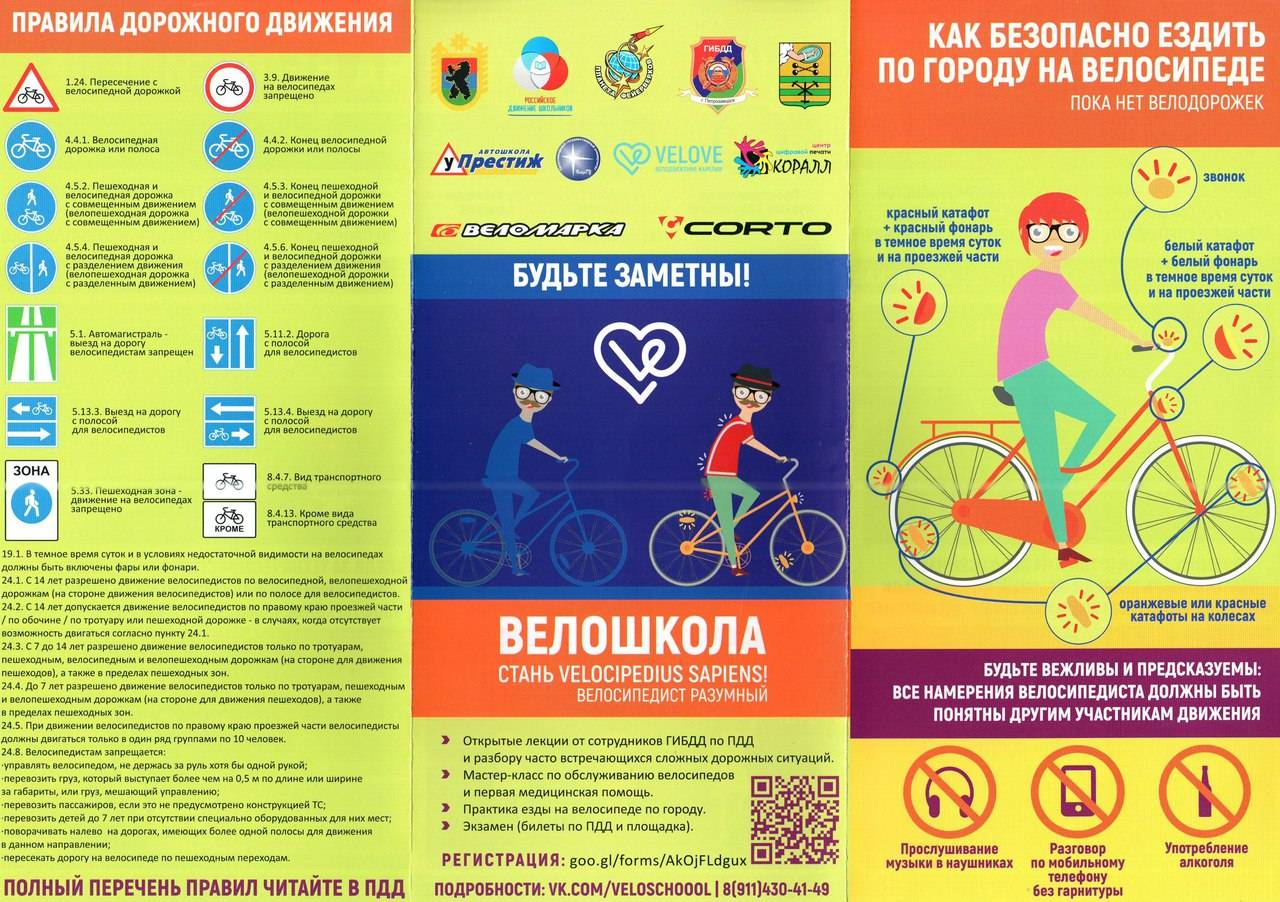 ПРАВИЛА ДОРОЖНОГО ДВИЖЕНИЯ
1.24. Пересечение с
велосипедной дорожкой
3.9. Движение
на велосипедах
запрещено
4.4.1. Велосипедная
дорожка или полоса
4.4.2. Конец велосипедной
дорожки или полосы
4.5.2. Пешеходная и
велосипедная дорожка
с совмещенным движением
(велопешеходная дорожка
с совмещенным движением)
4.5.3. Конец пешеходной
и велосипедной дорожки
с совмещенным движением
(велопешеходной дорожки
с совмещенным движением)
4.5.4. Пешеходная и
велосипедная дорожка
с разделением движения
(велопешеходная дорожка
с разделенным движением)
4.5.6. Конец пешеходной
и велосипедной дорожки
с разделением движения
(велопешеходной дорожки
с разделенным движением)
5.1. Автомагистраль -
выезд на дорогу
велосипедистам запрещен
5.11.2. Дорога
с полосой
для велосипедистов
5.13.3. Выезд на дорогу
с полосой
для велосипедистов
5.13.4. Выезд на дорогу
с полосой
для велосипедистов
ЗОНА
5.33. Пешеходная зона -
движение на велосипедах
запрещено
8.4.7. Вид транспортного
средства
КРОМЕ
8.4.13. Кроме вида
транспортного средства
19.1. В темное время суток и в условиях недостаточной видимости на велосипедах
должны быть включены фары или фонари.
24.1. С 14 лет разрешено движение велосипедистов по велосипедной, велопешеходной
дорожкам (на стороне движения велосипедистов) или по полосе для велосипедистов.
24.2. С 14 лет допускается движение велосипедистов по правому краю проезжей части
/ по обочине / по тротуару или пешеходной дорожке - в случаях, когда отсутствует
возможность двигаться согласно пункту 24.1.
24.3. С 7 до 14 лет разрешено движение велосипедистов только по тротуарам,
пешеходным, велосипедным и велопешеходным дорожкам (на стороне для движения
пешеходов), а также в пределах пешеходных зон.
24.4. До 7 лет разрешено движение велосипедистов только по тротуарам, пешеходным
и велопешеходным дорожкам (на стороне для движения пешеходов), а также
в пределах пешеходных зон.
24.5. При движении велосипедистов по правому краю проезжей части велосипедисты
должны двигаться только в один ряд группами по 10 человек.
24.8. Велосипедистам запрещается:
·управлять велосипедом, не держась за руль хотя бы одной рукой;
·перевозить груз, который выступает более чем на 0,5 м по длине или ширине
за габариты, или груз, мешающий управлению;
·перевозить пассажиров, если это не предусмотрено конструкцией ТС;
·перевозить детей до 7 лет при отсутствии специально оборудованных для них мест;
·поворачивать налево на дорогах, имеющих более одной полосы для движения
в данном направлении;
·пересекать дорогу на велосипеде по пешеходным переходам.
ПОЛНЫЙ ПЕРЕЧЕНЬ ПРАВИЛ ЧИТАЙТЕ В ПДД
РОССИЙСКОЕ
ДВИЖЕНИЕ ШКОЛЬНИКОВ
ПЛАНЕТА ФЕЙЕРВЕРКОВ
ГИБДД
г. Петрозаводск
АВТОШКОЛА
у Престиж
VELOVE
ВЕЛОДВИЖЕНИЕ КАРЕЛИИ
центр
цифровой печати
КОРАЛЛ
ВЕЛОМАРКА
CORTO
БУДЬТЕ ЗАМЕТНЫ!
ВЕЛОШКОЛА
СТАНЬ VELOCIPEDIUS SAPIENS!
ВЕЛОСИПЕДИСТ РАЗУМНЫЙ
Открытые лекции от сотрудников ГИБДД по ПДД
и разбору часто встречающихся сложных дорожных ситуаций.
Мастер-класс по обслуживанию велосипедов
и первая медицинская помощь.
Практика езды на велосипеде по городу.
Экзамен (билеты по ПДД и площадка).
РЕГИСТРАЦИЯ: goo.gl/forms/AkOjFLdgux
ПОДРОБНОСТИ: VK.COM/VELOSCHOOOL | 8(911)430-41-49
КАК БЕЗОПАСНО ЕЗДИТЬ
ПО ГОРОДУ НА ВЕЛОСИПЕДЕ
ПОКА НЕТ ВЕЛОДОРОЖЕК
звонок
красный катафот
+ красный фонарь
в темное время суток
и на проезжей части
белый катафот
+ белый фонарь
в темное время суток
и на проезжей части
оранжевые или красные
катафоты на колесах
БУДЬТЕ ВЕЖЛИВЫ И ПРЕДСКАЗУЕМЫ:
ВСЕ НАМЕРЕНИЯ ВЕЛОСИПЕДИСТА ДОЛЖНЫ БЫТЬ
ПОНЯТНЫ ДРУГИМ УЧАСТНИКАМ ДВИЖЕНИЯ
Прослушивание
музыки в наушниках
Разговор
по мобильному
телефону
без гарнитуры
Употребление
алкоголя